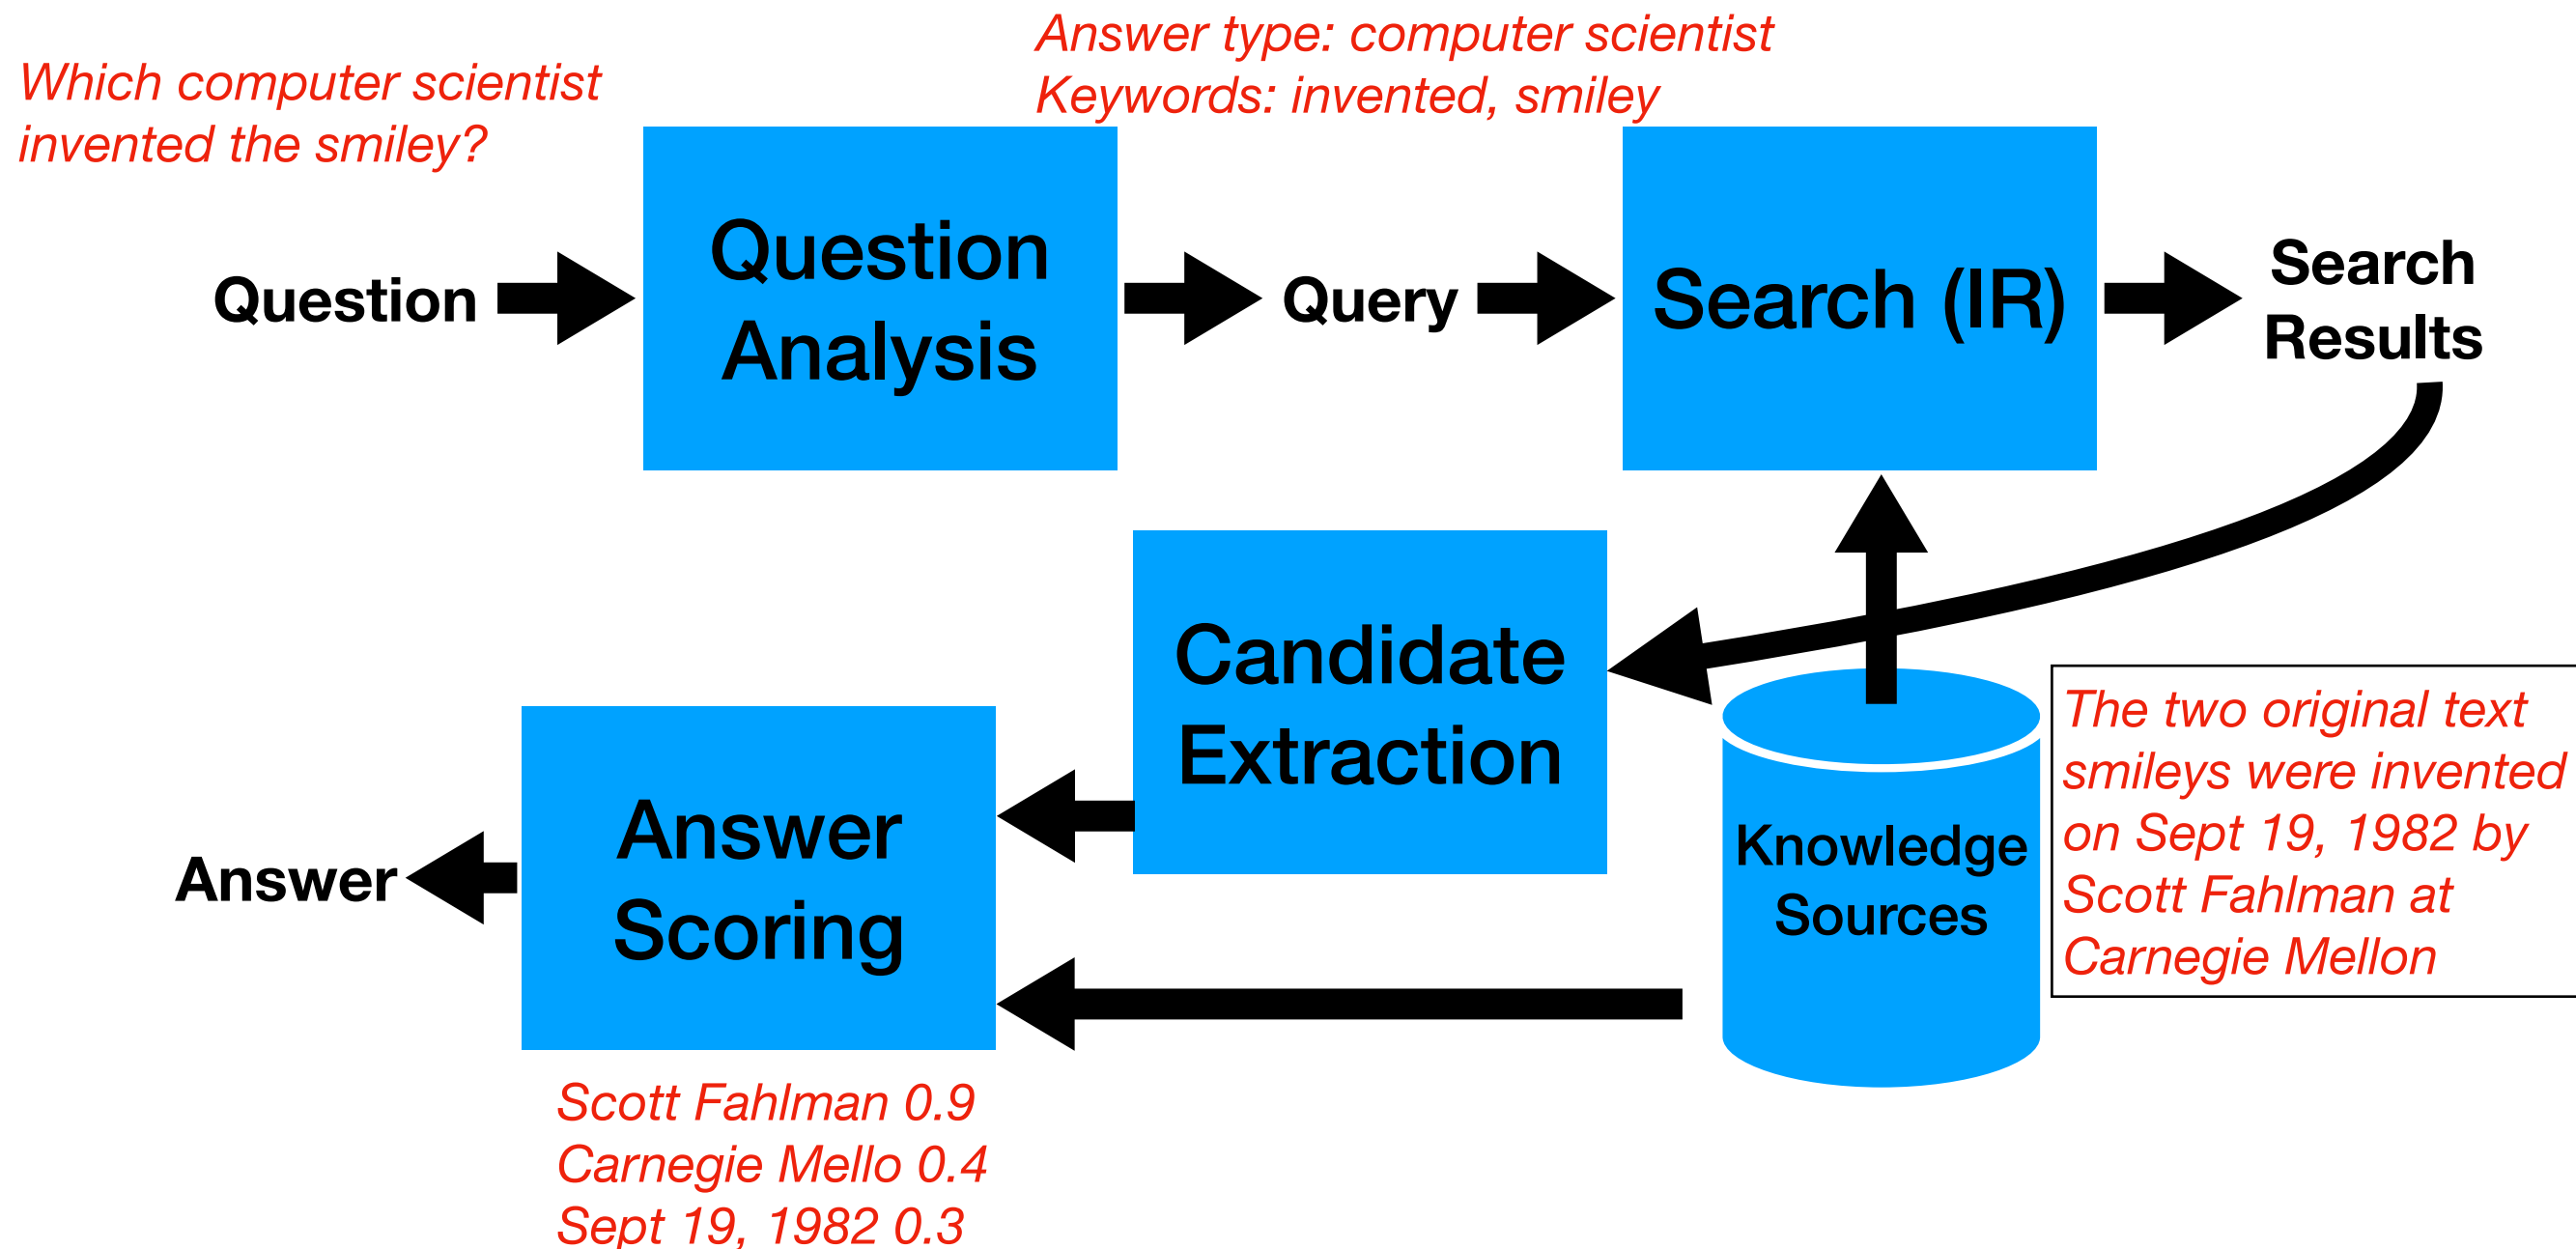 Which computer scientist
invented the smiley?
Answer type: computer scientist
Keywords: invented, smiley
Question
Question
Analysis
Query
Search (IR)
Search
Results
Candidate
Extraction
Knowledge
Sources
The two original text
smileys were invented
on Sept 19, 1982 by
Scott Fahlman at
Carnegie Mellon
Answer
Scoring
Answer
Scott Fahlman 0.9
Carnegie Mello 0.4
Sept 19, 1982 0.3